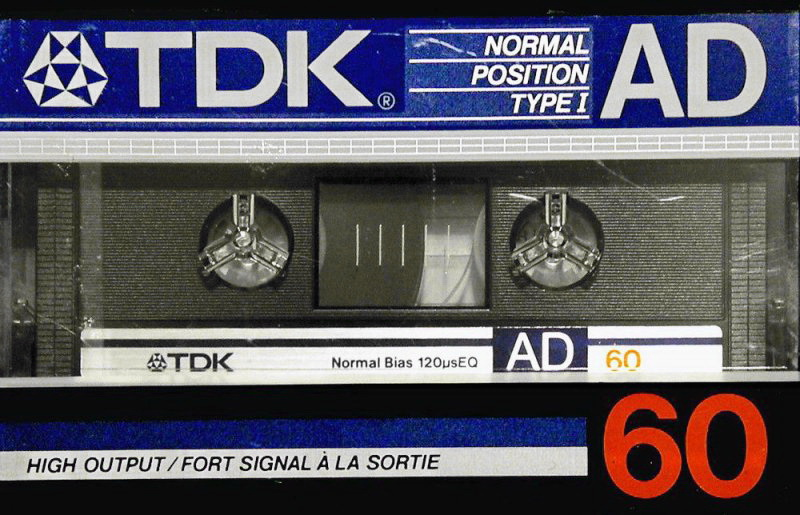 TDK®
NORMAL
POSITION
TYPE I
AD
TDK
Normal Bias 120µsEQ
AD
60
HIGH OUTPUT/FORT SIGNAL À LA SORTIE
60